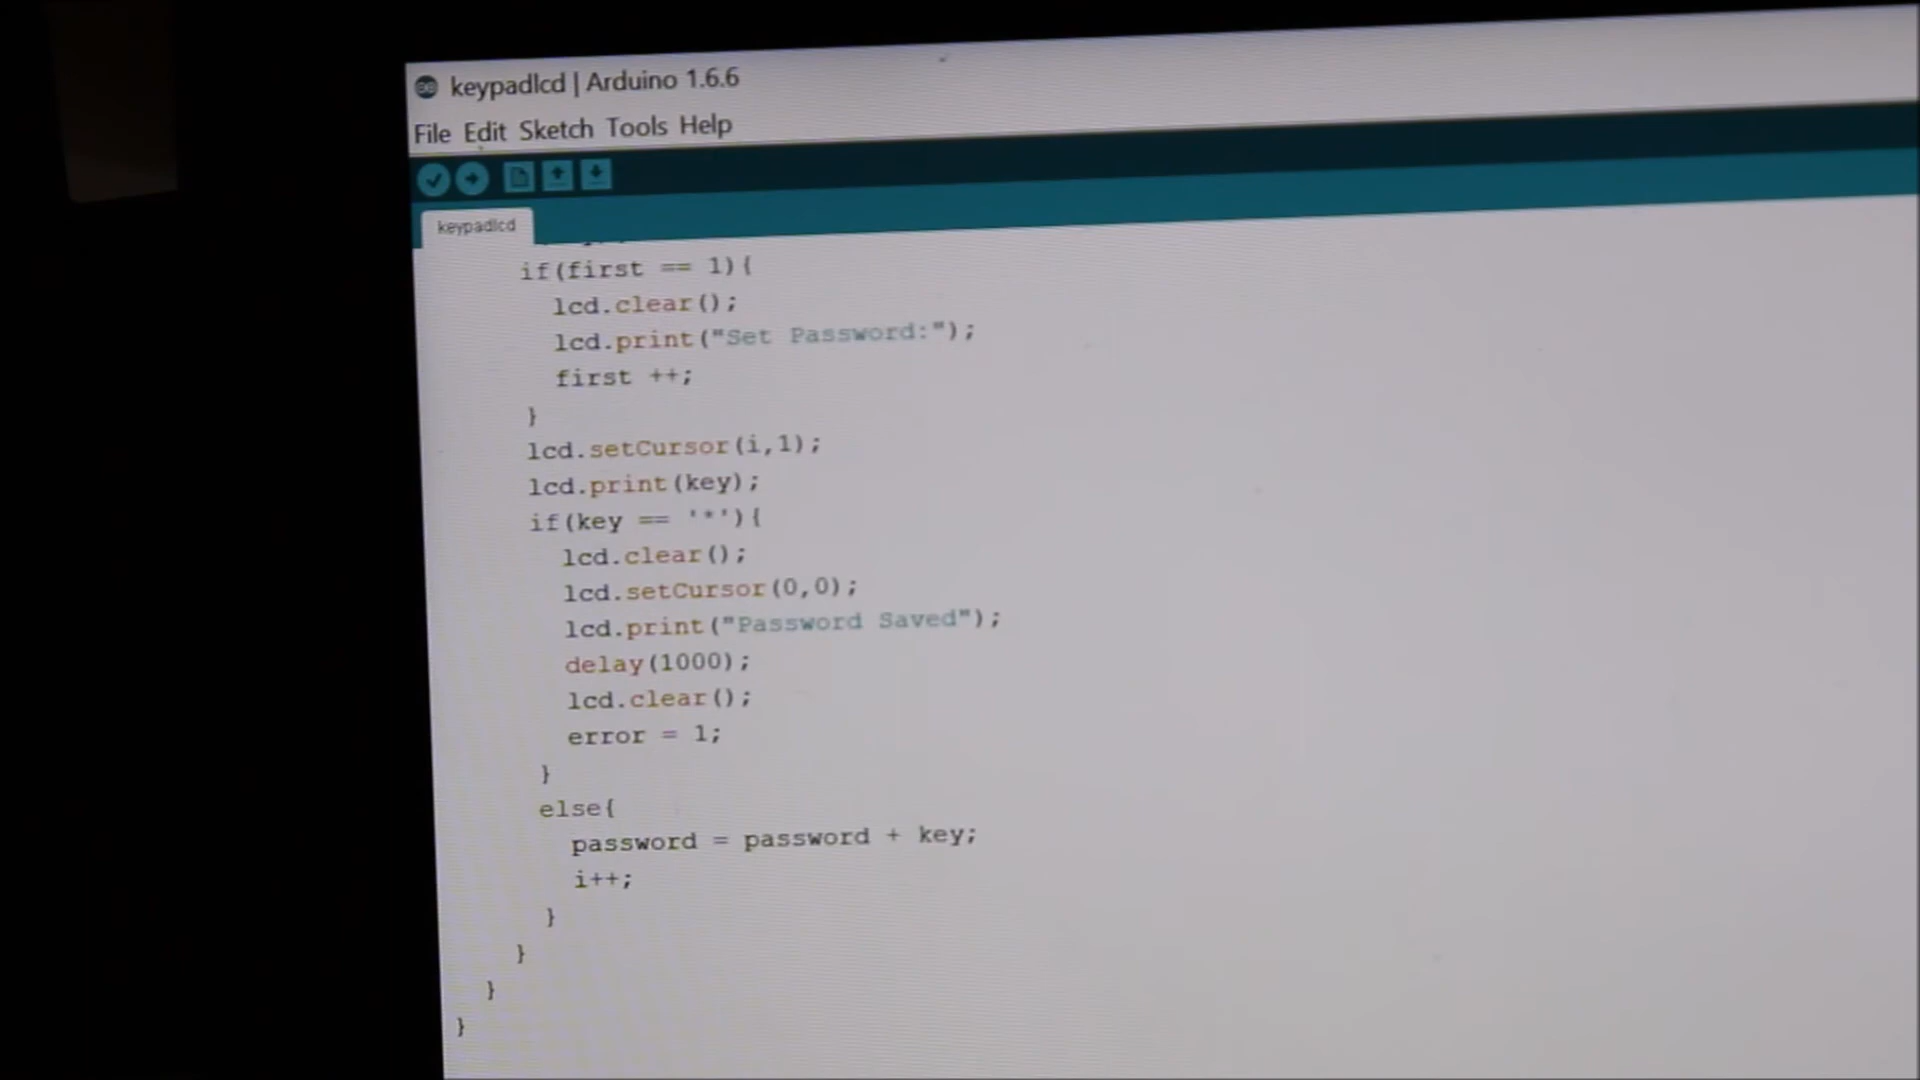 keypadlcd | Arduino 1.6.6
File Edit Sketch Tools Help
keypadlcd
if(first == 1){
lcd.clear();
lcd.print("Set Password:");
first ++;
}
lcd.setCursor(i,1);
lcd.print(key);
if(key == '*'){
lcd.clear();
lcd.setCursor(0,0);
lcd.print("Password Saved");
delay(1000);
lcd.clear();
error = 1;
}
else{
password = password + key;
i++;
}
}
}
}